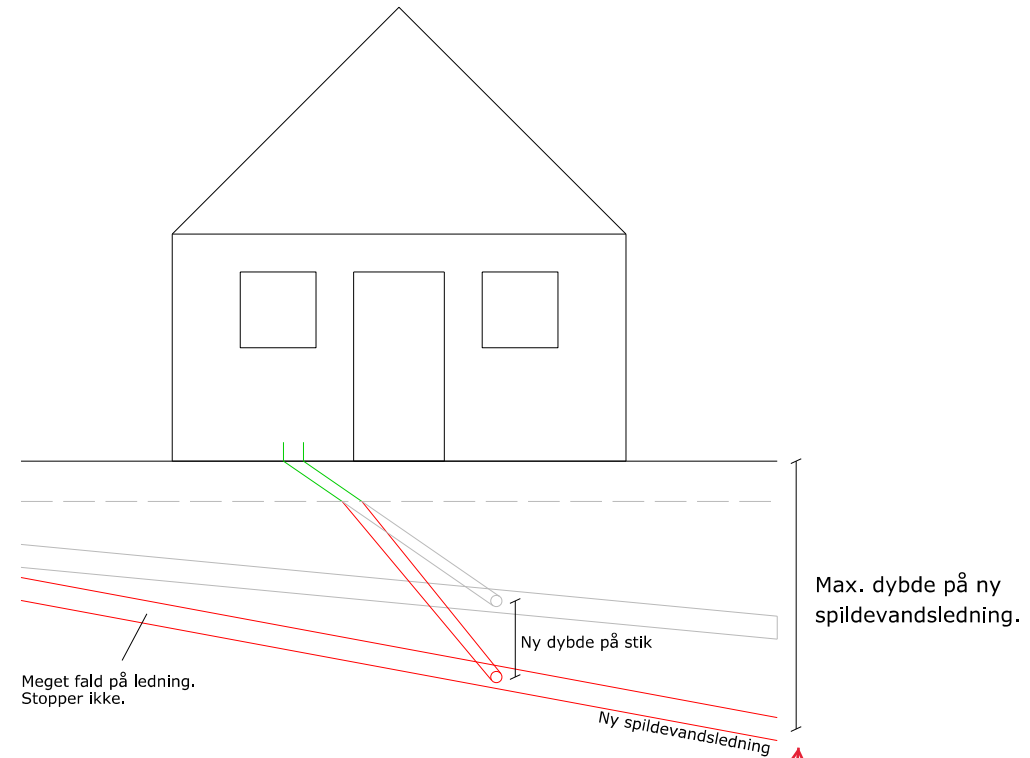 Max. dybde på ny
spildevandsledning.
Ny dybde på stik
Meget fald på ledning.
Stopper ikke.
Ny spildevandsledning